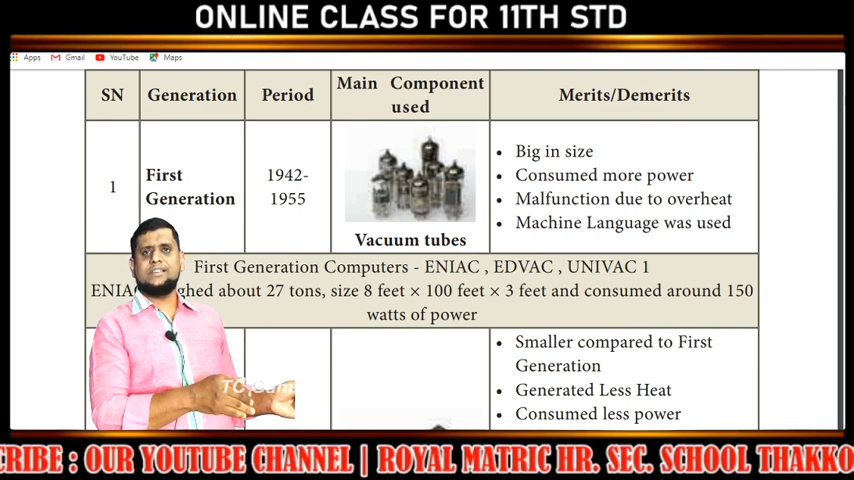 ONLINE CLASS FOR 11TH STD
Apps Gmail YouTube Maps
SN Generation Period Main Component used Merits/Demerits
1
First Generation
1942-
1955
Vacuum tubes
• Big in size
• Consumed more power
• Malfunction due to overheat
• Machine Language was used
First Generation Computers - ENIAC , EDVAC , UNIVAC 1
size 8 feet × 100 feet × 3 feet and consumed around 150
about 27 tons,
watts of power
• Smaller compared to First
Generation
• Generated Less Heat
• Consumed less power
CRIBE : OUR YOUTUBE CHANNEL | ROYAL MATRIC HR. SEC. SCHOOL THAKKO